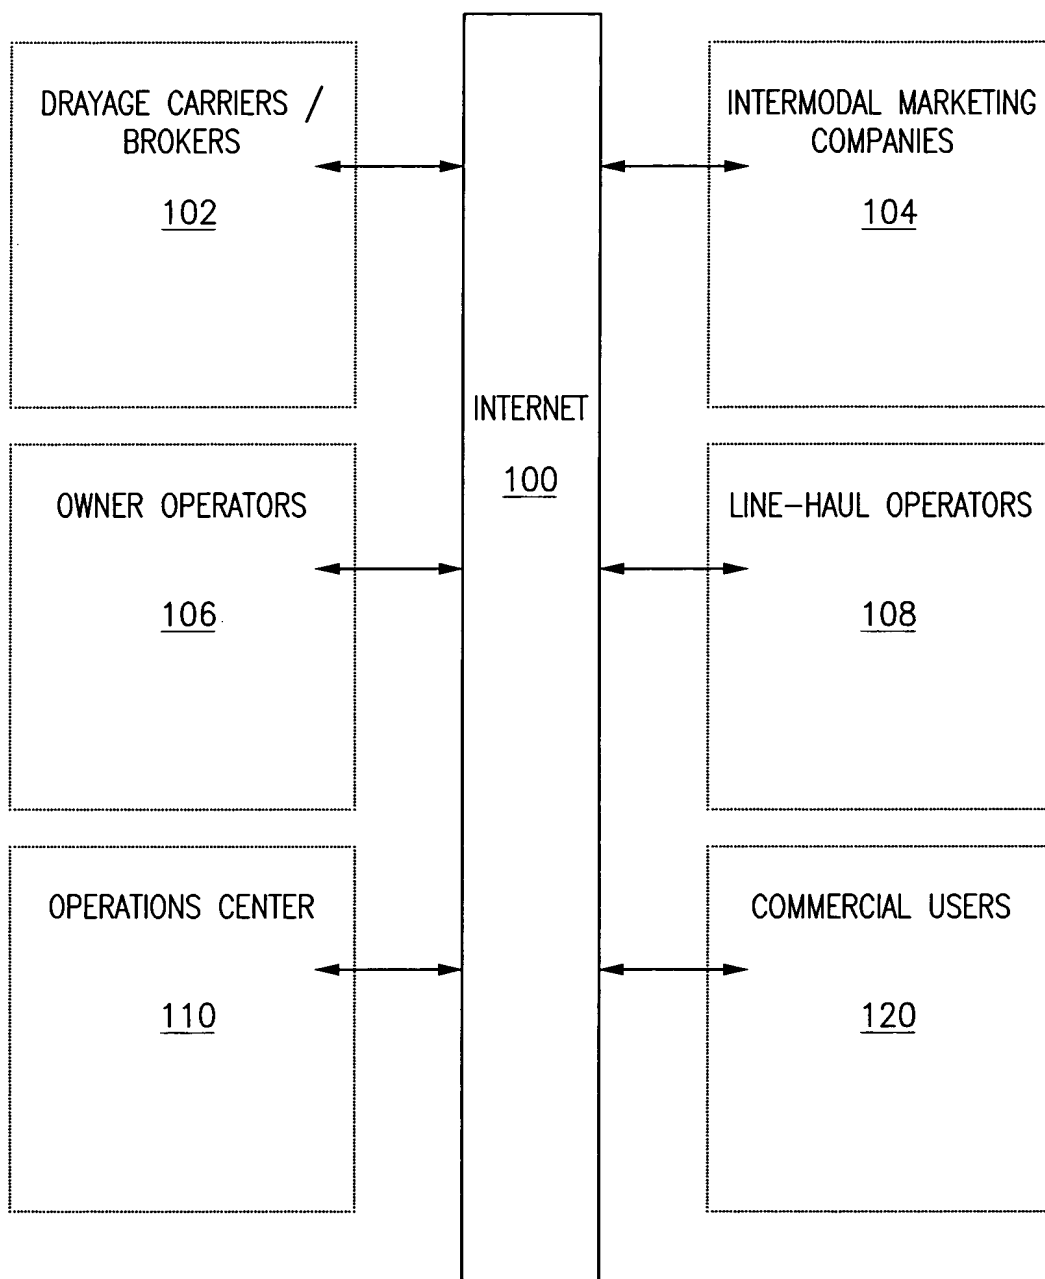 DRAYAGE CARRIERS /
BROKERS
102
INTERMODAL MARKETING
COMPANIES
104
INTERNET
100
OWNER OPERATORS
106
LINE-HAUL OPERATORS
108
OPERATIONS CENTER
110
COMMERCIAL USERS
120